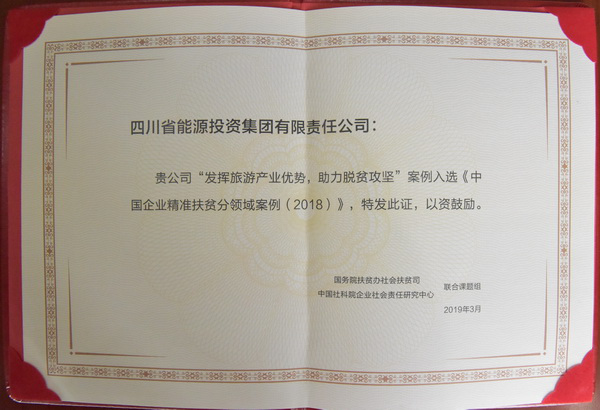 四川省能源投资集团有限责任公司：
贵公司“发挥旅游产业优势，助力脱贫攻坚”案例入选《中
国企业精准扶贫分领域案例（2018）》，特发此证，以资鼓励。
国务院扶贫办社会扶贫司
中国社科院企业社会责任研究中心 联合课题组
2019年3月